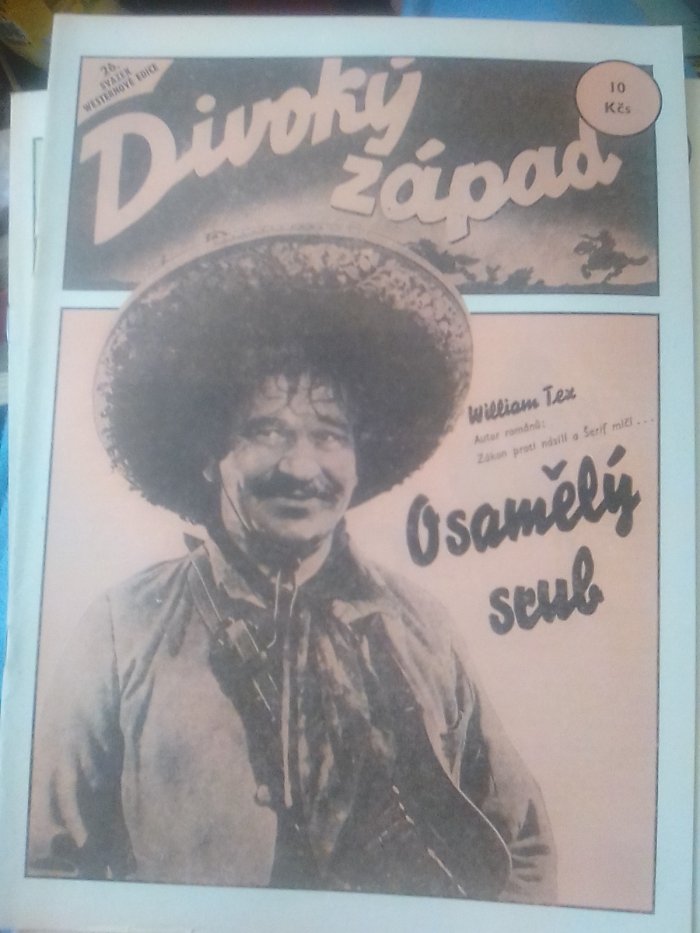 26.
SVAZEK
WESTERNOVÉ EDICE
Divoký
západ
10
Kčs
William Tex
Autor románů:
Zákon proti násilí a Šerif mlčí ...
Osamělý
srub